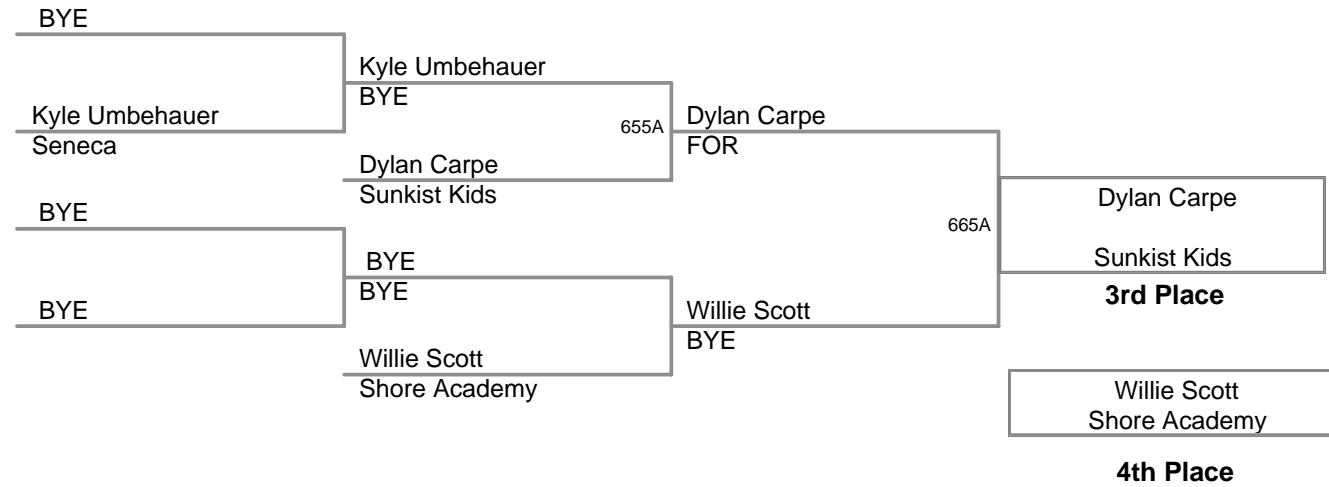 BYE
Kyle Umbehauer
Seneca
BYE
BYE
Kyle Umbehauer
BYE
Dylan Carpe
Sunkist Kids
BYE
BYE
Willie Scott
Shore Academy
655A
Dylan Carpe
FOR
Willie Scott
BYE
665A
Dylan Carpe
Sunkist Kids
3rd Place
Willie Scott
Shore Academy
4th Place